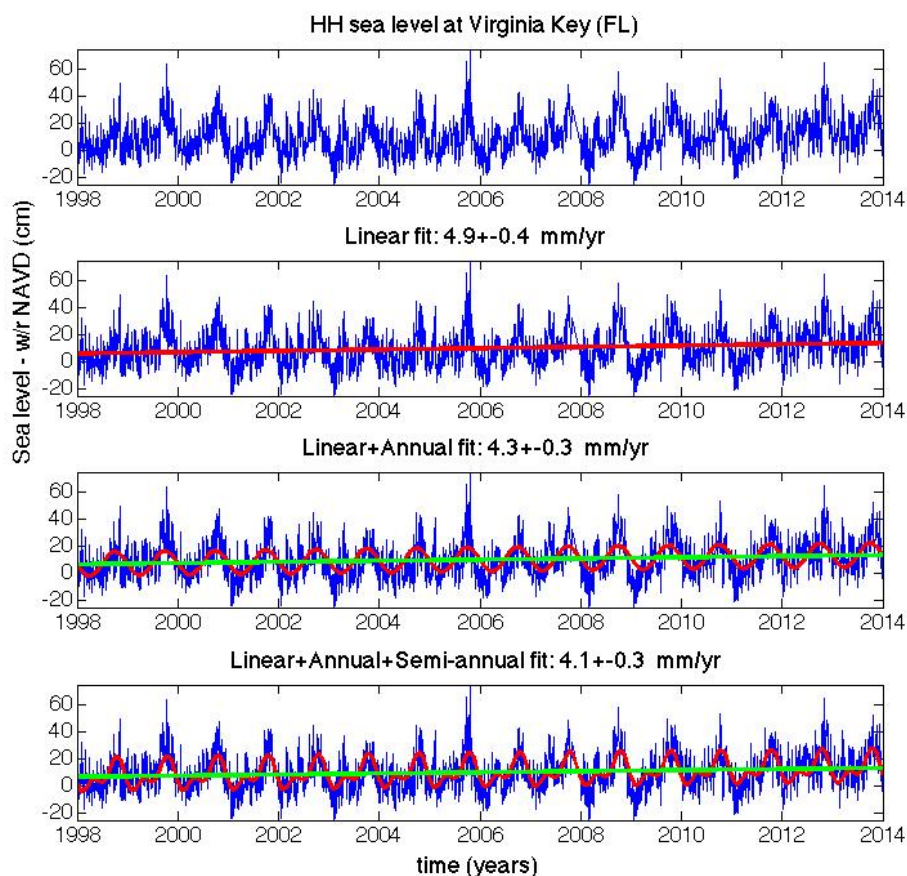 HH sea level at Virginia Key (FL)
60
40
20
0
-20
1998 2000 2002 2004 2006 2008 2010 2012 2014
Linear fit: 4.9+-0.4 mm/yr
60
40
20
0
-20
1998 2000 2002 2004 2006 2008 2010 2012 2014
Sea level - w/r NAVD (cm)
Linear+Annual fit: 4.3+-0.3 mm/yr
60
40
20
0
-20
1998 2000 2002 2004 2006 2008 2010 2012 2014
Linear+Annual+Semi-annual fit: 4.1+-0.3 mm/yr
60
40
20
0
-20
1998 2000 2002 2004 2006 2008 2010 2012 2014
time (years)